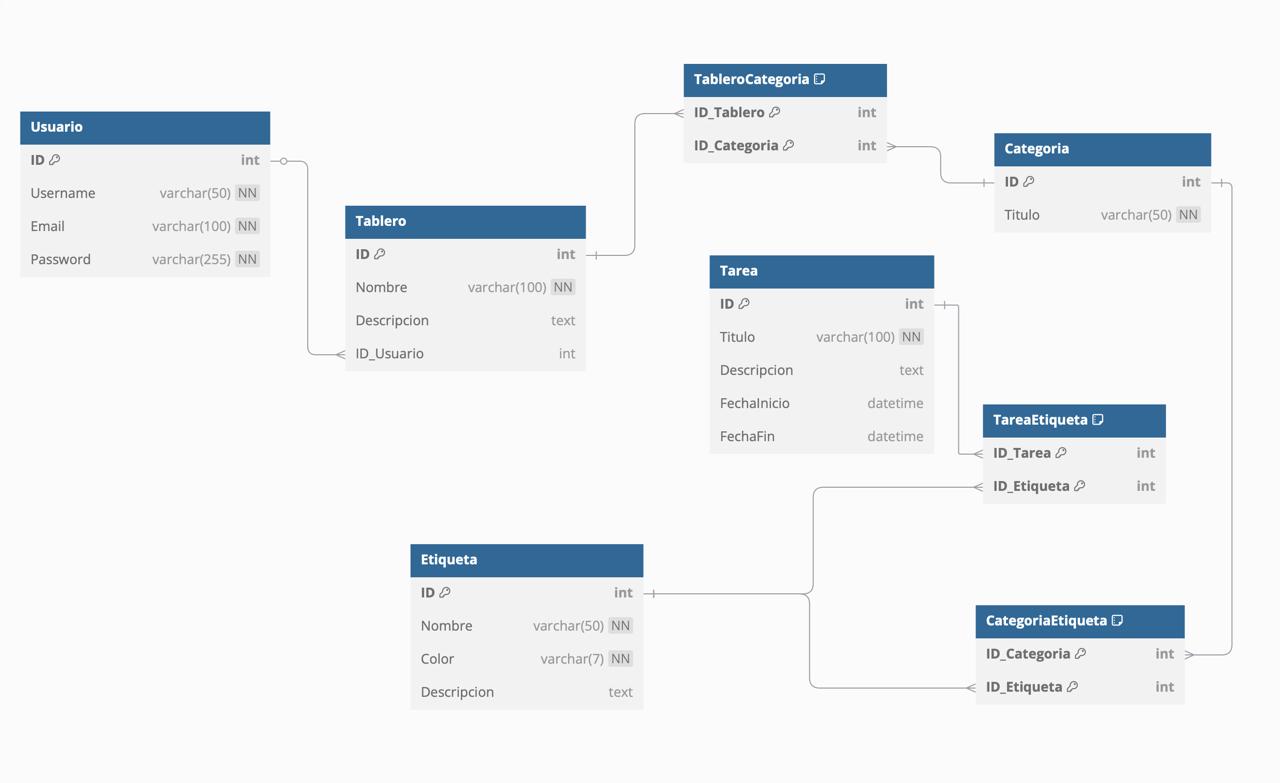 Usuario
ID int
Username varchar(50) NN
Email varchar(100) NN
Password varchar(255) NN
Tablero
ID int
Nombre varchar(100) NN
Descripcion text
ID_Usuario int
TableroCategoria
ID_Tablero int
ID_Categoria int
Categoria
ID int
Titulo varchar(50) NN
Tarea
ID int
Titulo varchar(100) NN
Descripcion text
FechaInicio datetime
FechaFin datetime
TareaEtiqueta
ID_Tarea int
ID_Etiqueta int
Etiqueta
ID int
Nombre varchar(50) NN
Color varchar(7) NN
Descripcion text
CategoriaEtiqueta
ID_Categoria int
ID_Etiqueta int